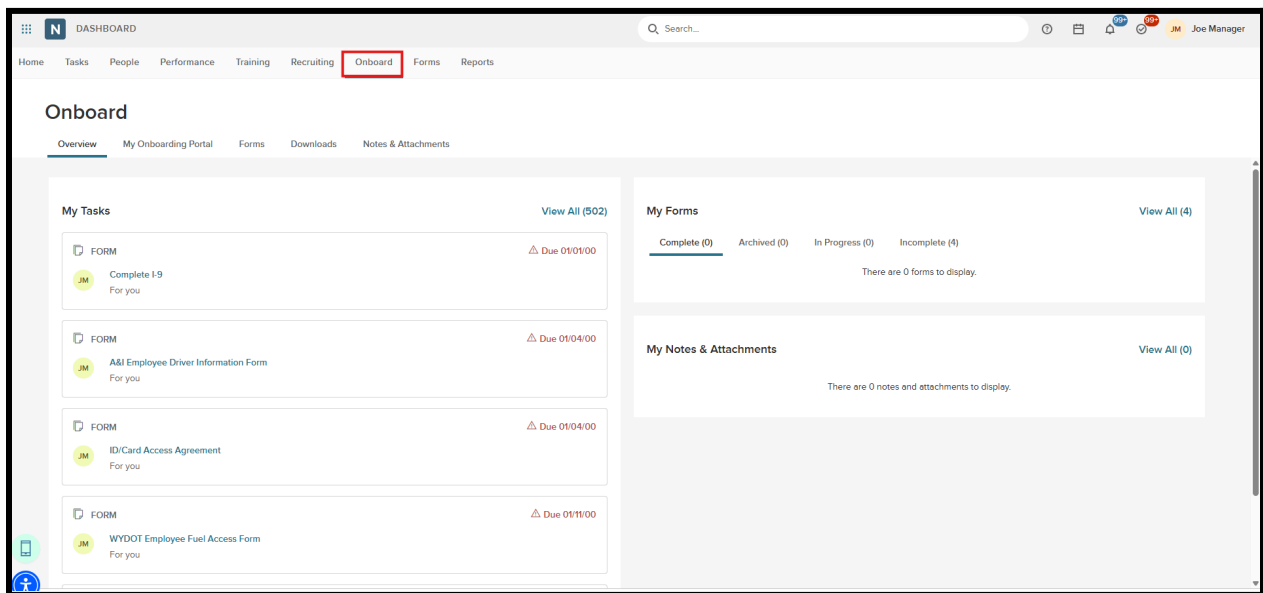 N DASHBOARD Search... 99+ 99+ JM Joe Manager
Home Tasks People Performance Training Recruiting Onboard Forms Reports
Onboard
Overview My Onboarding Portal Forms Downloads Notes & Attachments
My Tasks View All (502)
FORM Due 01/01/00
JM Complete I-9
For you
FORM Due 01/04/00
JM A&I Employee Driver Information Form
For you
FORM Due 01/04/00
JM ID/Card Access Agreement
For you
FORM Due 01/11/00
JM WYDOT Employee Fuel Access Form
For you
My Forms View All (4)
Complete (0) Archived (0) In Progress (0) Incomplete (4)
There are 0 forms to display.
My Notes & Attachments View All (0)
There are 0 notes and attachments to display.